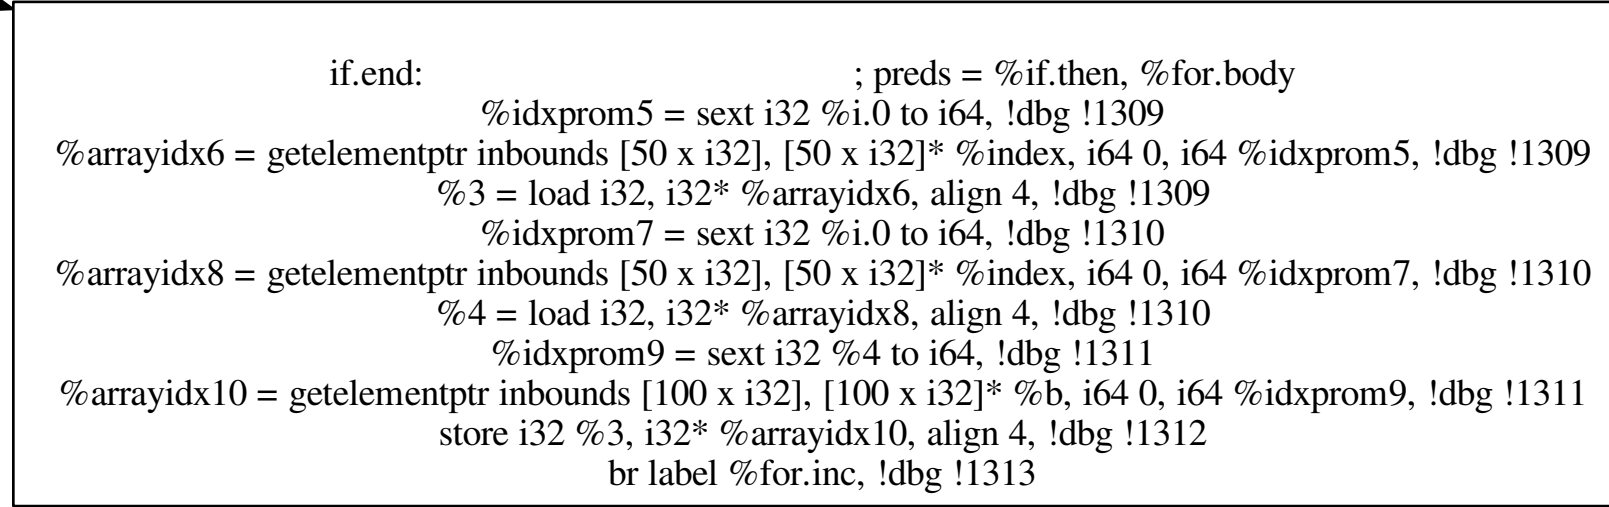 if.end: ; preds = %if.then, %for.body
%idxprom5 = sext i32 %i.0 to i64, !dbg !1309
%arrayidx6 = getelementptr inbounds [50 x i32], [50 x i32]* %index, i64 0, i64 %idxprom5, !dbg !1309
%3 = load i32, i32* %arrayidx6, align 4, !dbg !1309
%idxprom7 = sext i32 %i.0 to i64, !dbg !1310
%arrayidx8 = getelementptr inbounds [50 x i32], [50 x i32]* %index, i64 0, i64 %idxprom7, !dbg !1310
%4 = load i32, i32* %arrayidx8, align 4, !dbg !1310
%idxprom9 = sext i32 %4 to i64, !dbg !1311
%arrayidx10 = getelementptr inbounds [100 x i32], [100 x i32]* %b, i64 0, i64 %idxprom9, !dbg !1311
store i32 %3, i32* %arrayidx10, align 4, !dbg !1312
br label %for.inc, !dbg !1313